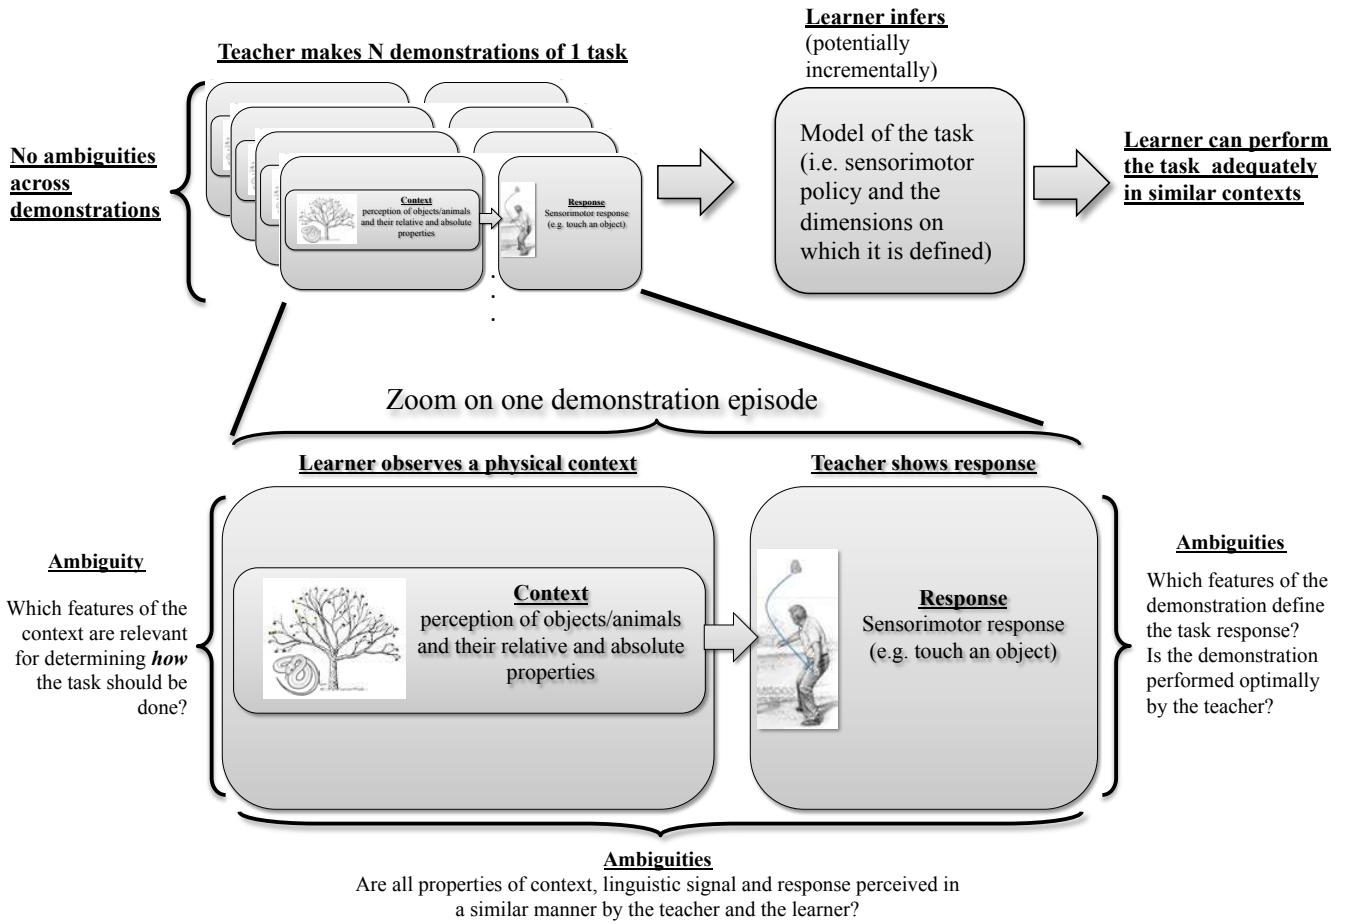 Learner infers
(potentially
incrementally)
Teacher makes N demonstrations of 1 task
No ambiguities
across
demonstrations
Context
perception of objects/animals
and their relative and absolute
properties
Response
Sensorimotor response
(e.g. touch an object)
.
.
.
Model of the task
(i.e. sensorimotor
policy and the
dimensions on
which it is defined)
Learner can perform
the task adequately
in similar contexts
Zoom on one demonstration episode
Learner observes a physical context
Teacher shows response
Ambiguity
Which features of the
context are relevant
for determining how
the task should be
done?
Context
perception of objects/animals
and their relative and absolute
properties
Response
Sensorimotor response
(e.g. touch an object)
Ambiguities
Which features of the
demonstration define
the task response?
Is the demonstration
performed optimally
by the teacher?
Ambiguities
Are all properties of context, linguistic signal and response perceived in
a similar manner by the teacher and the learner?